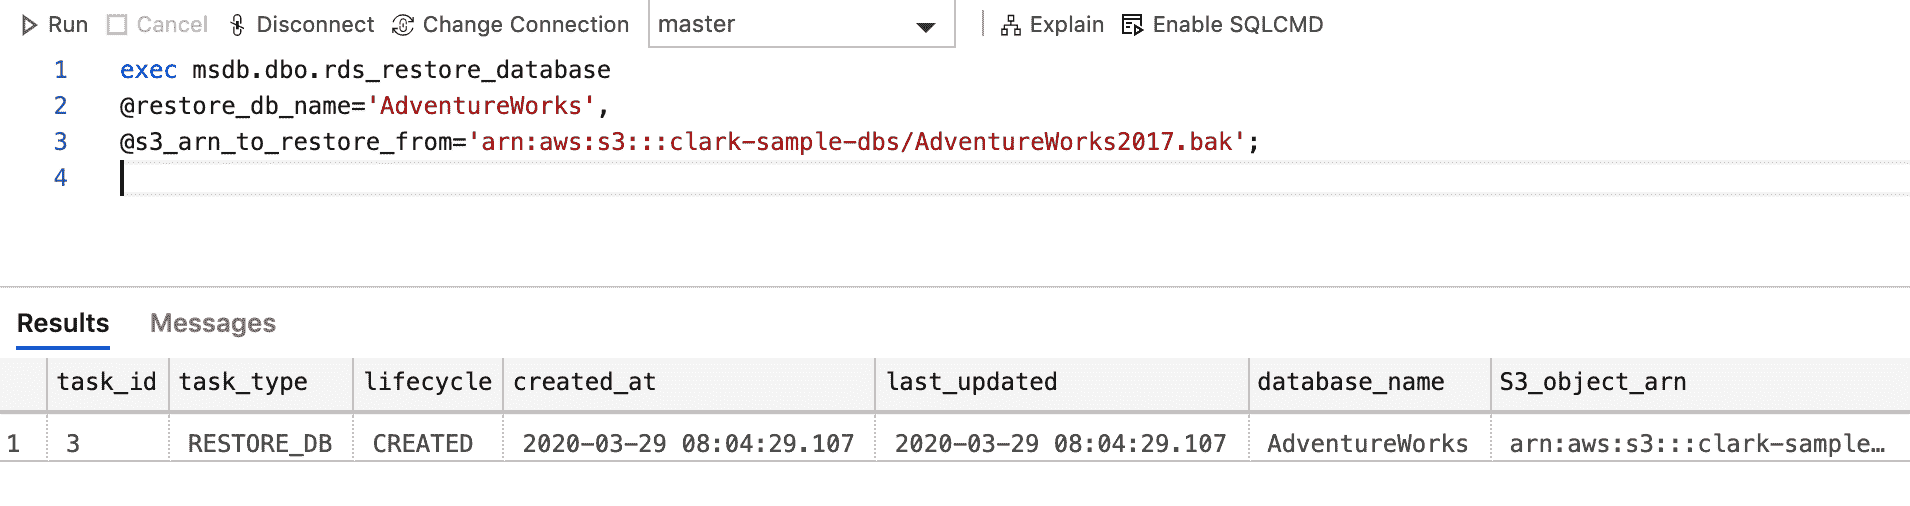 Run Cancel Disconnect Change Connection master Explain Enable SQLCMD
1 exec msdb.dbo.rds_restore_database
2 @restore_db_name='AdventureWorks',
3 @s3_arn_to_restore_from='arn:aws:s3:::clark-sample-dbs/AdventureWorks2017.bak';
4
Results Messages
task_id task_type lifecycle created_at last_updated database_name S3_object_arn
1 3 RESTORE_DB CREATED 2020-03-29 08:04:29.107 2020-03-29 08:04:29.107 AdventureWorks arn:aws:s3:::clark-sample…